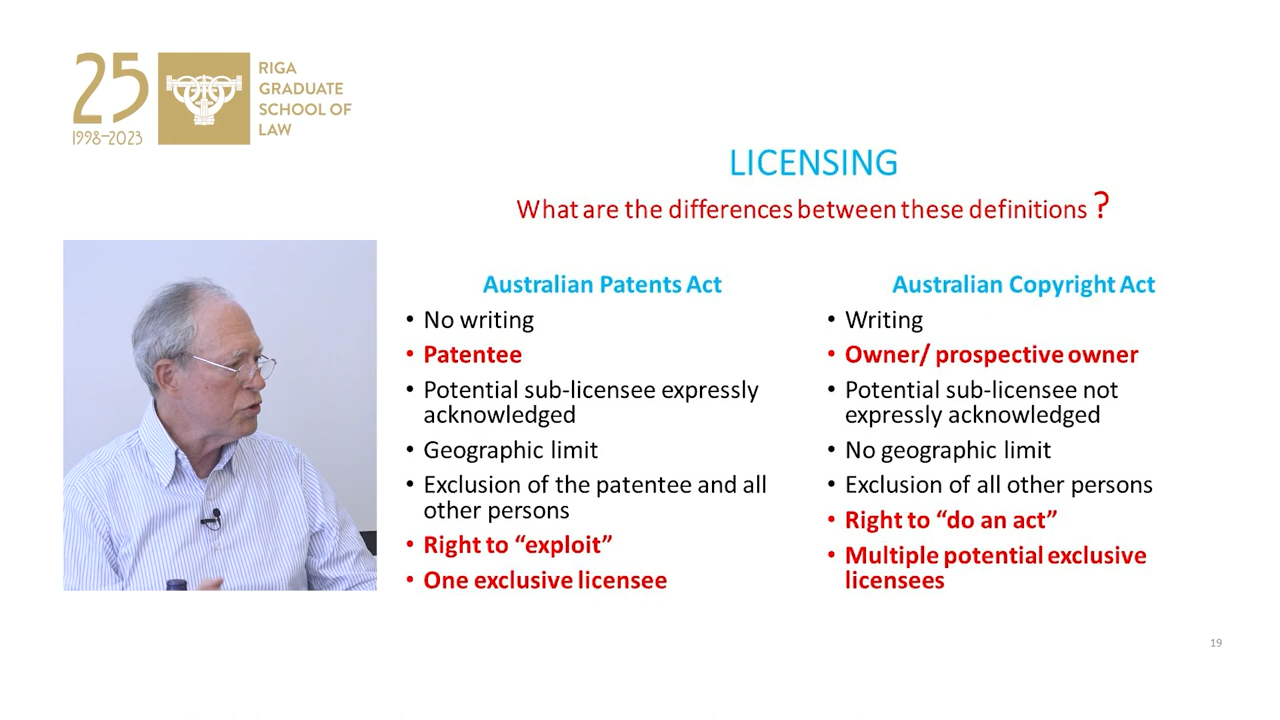 25
1998–2023
RIGA
GRADUATE
SCHOOL OF
LAW
LICENSING
What are the differences between these definitions ?
Australian Patents Act
• No writing
• Patentee
• Potential sub-licensee expressly
acknowledged
• Geographic limit
• Exclusion of the patentee and all
other persons
• Right to “exploit”
• One exclusive licensee
Australian Copyright Act
• Writing
• Owner/ prospective owner
• Potential sub-licensee not
expressly acknowledged
• No geographic limit
• Exclusion of all other persons
• Right to “do an act”
• Multiple potential exclusive
licensees
19